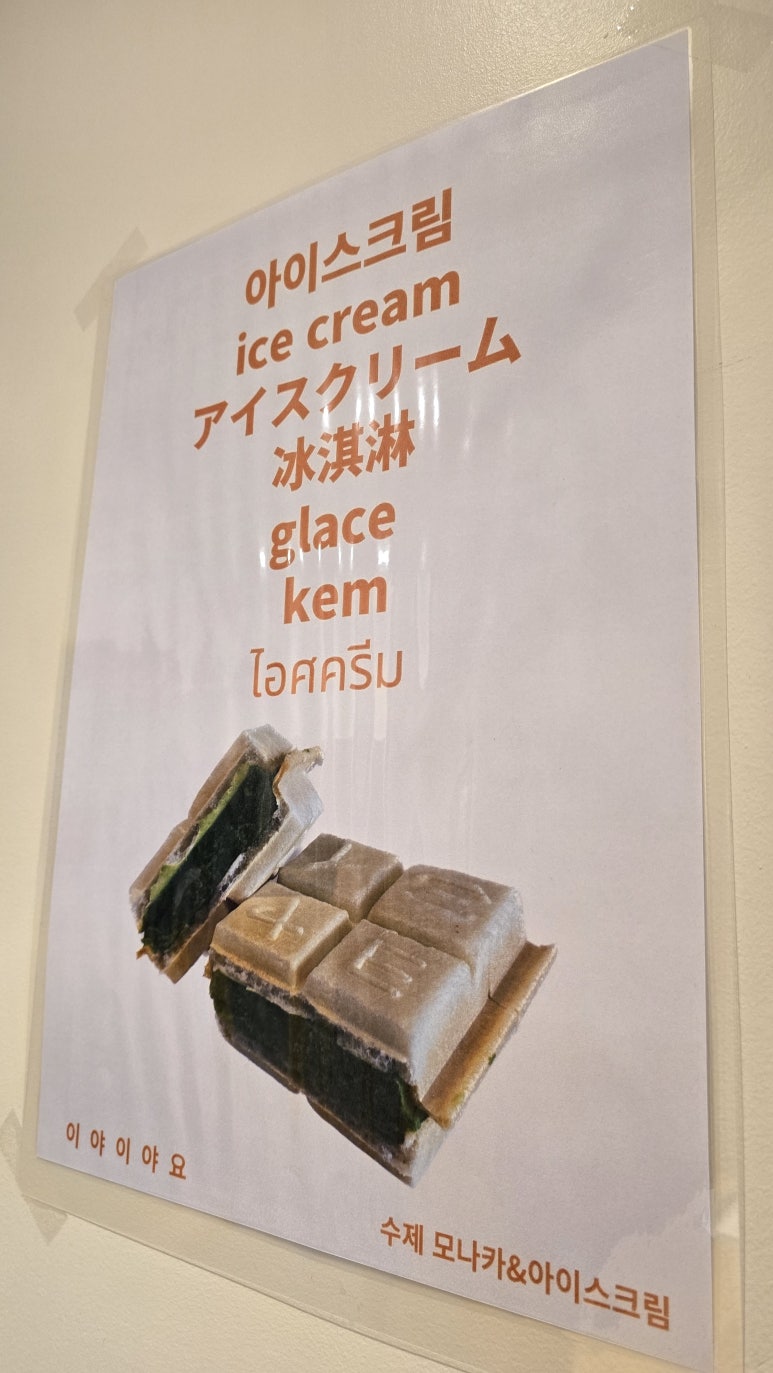 아이스크림
ice cream
アイスクリーム
冰淇淋
glace
kem
ไอศครีม
이 야 이 야 요
수제 모나카&아이스크림